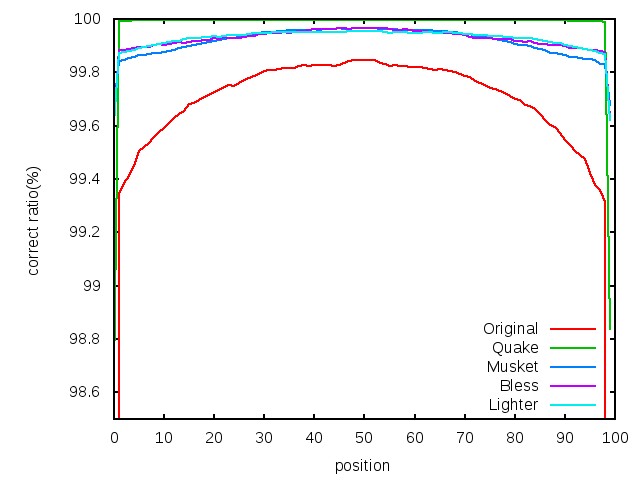 100
99.8
99.6
99.4
99.2
99
98.8
98.6
correct ratio(%)
Original
Quake
Musket
Bless
Lighter
0 10 20 30 40 50 60 70 80 90 100
position